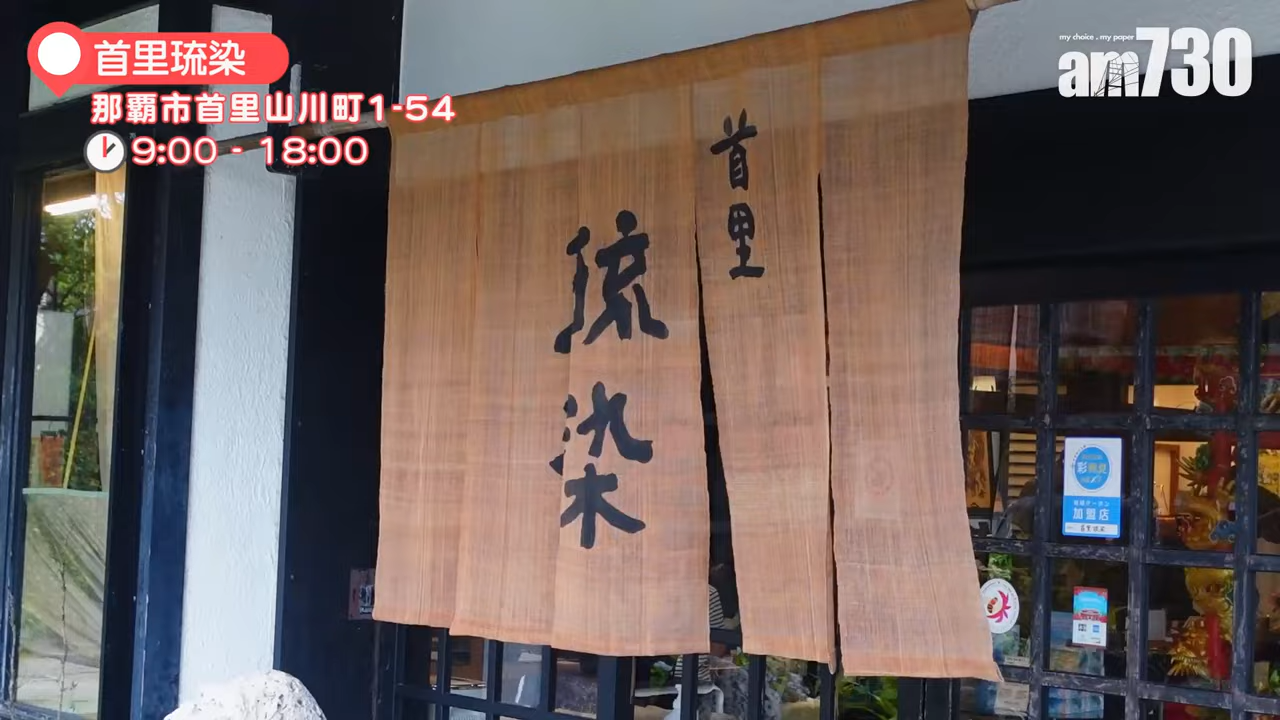 首里琉染
那覇市首里山川町1-54
9:00 - 18:00
my choice . my paper
am730
首里
琉染
加盟店